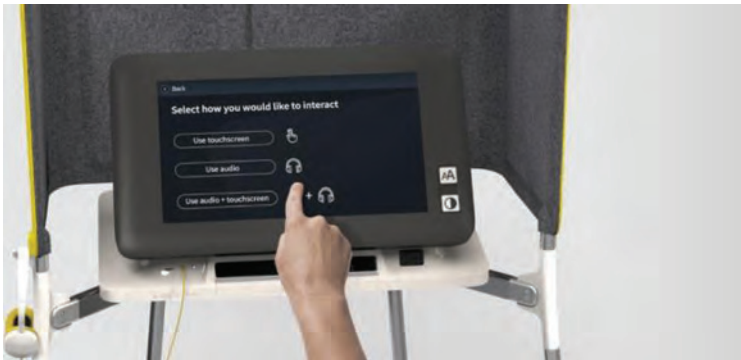 Back
Select how you would like to interact
Use touchscreen
Use audio
Use audio + touchscreen
+
AA